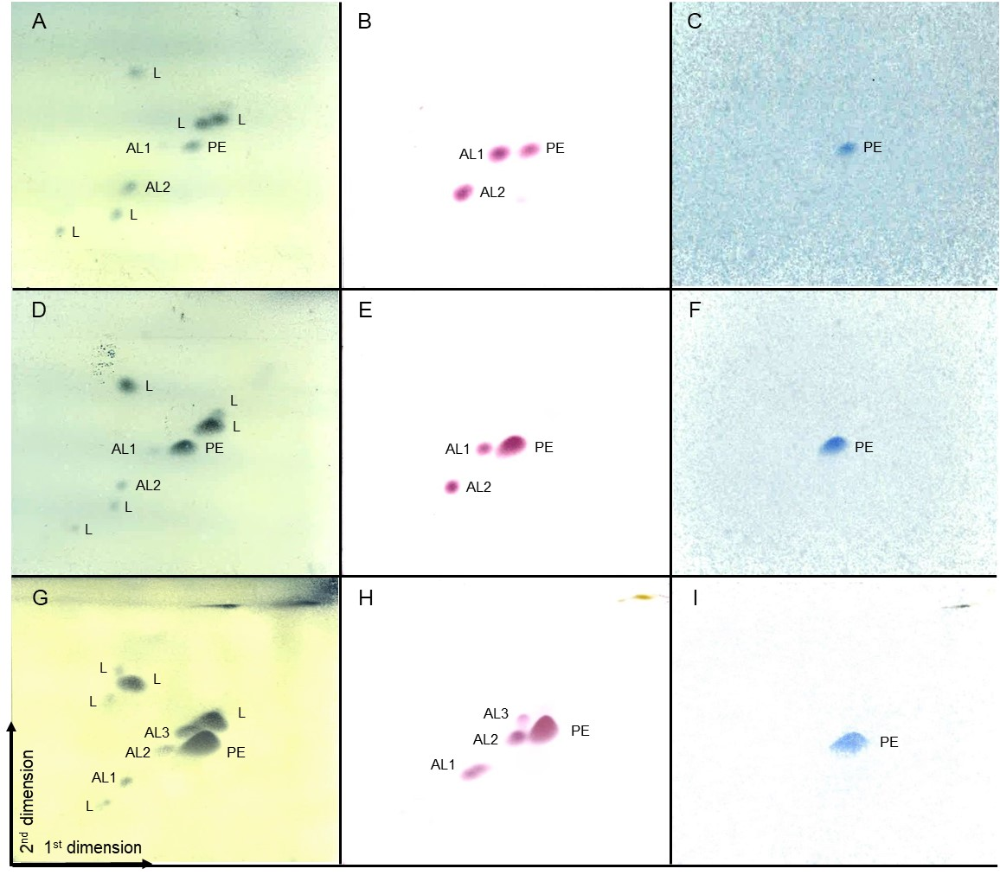 A
L
L L
AL1 PE
AL2
L
L
B
AL1 PE
AL2
C
PE
D
L
L
L
AL1 PE
AL2
L
L
E
AL1 PE
AL2
F
PE
G
L
L
L
L
AL3
AL2 PE
AL1
L
2nd dimension
1st dimension
H
AL3
AL2 PE
AL1
I
PE